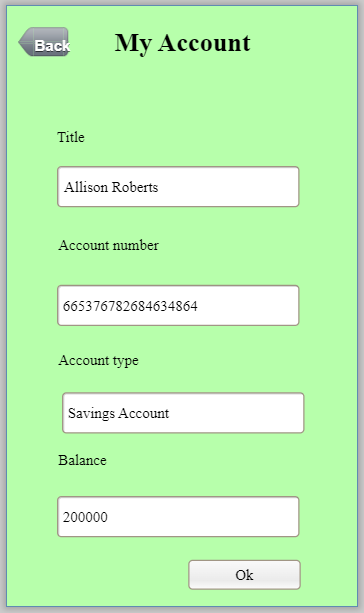 Back
My Account
Title
Allison Roberts
Account number
665376782684634864
Account type
Savings Account
Balance
200000
Ok